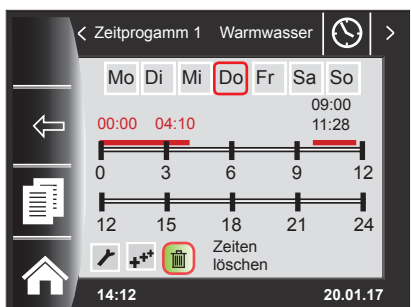 < Zeitprogamm 1 Warmwasser >
Mo Di Mi Do Fr Sa So
09:00
00:00 04:10 11:28
0 3 6 9 12
12 15 18 21 24
Zeiten
löschen
14:12 20.01.17